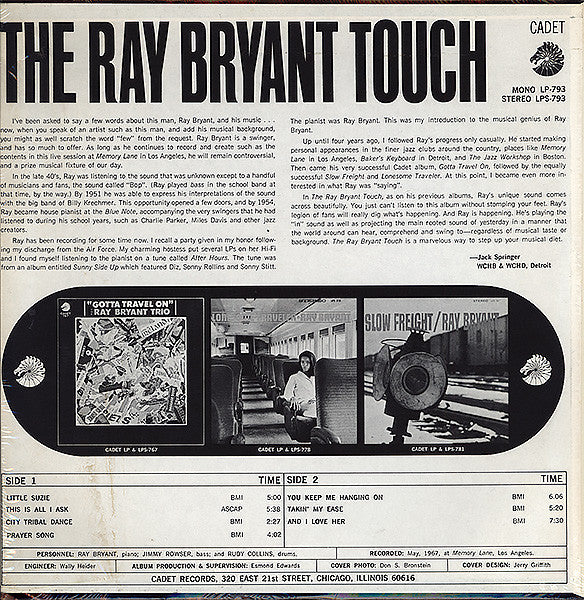 THE RAY BRYANT TOUCH
CADET
MONO LP-793
STEREO LPS-793
I've been asked to say a few words about this man, Ray Bryant, and his music . . .
now, when you speak of an artist such as this man, and add his musical background,
you might as well scratch the word "few" from the request. Ray Bryant is a swinger,
and has so much to offer. As long as he continues to record and create such as the
contents in this live session at Memory Lane in Los Angeles, he will remain controversial,
and a prize musical fixture of our day.
In the late 40's, Ray was listening to the sound that was unknown except to a handful
of musicians and fans, the sound called "Bop". (Ray played bass in the school band at
that time, by the way.) By 1951 he was able to express his interpretations of the sound
with the big band of Billy Krechmer. This opportunity opened a few doors, and by 1954,
Ray became house pianist at the Blue Note, accompanying the very swingers that he had
listened to during his school years, such as Charlie Parker, Miles Davis and other jazz
creators.
Ray has been recording for some time now. I recall a party given in my honor follow-
ing my discharge from the Air Force. My charming hostess put several LPs on her Hi-Fi
and I found myself listening to the pianist on a tune called After Hours. The tune was
from an album entitled Sunny Side Up which featured Diz, Sonny Rollins and Sonny Stitt.
The pianist was Ray Bryant. This was my introduction to the musical genius of Ray
Bryant.
Up until four years ago, I followed Ray's progress only casually. He started making
personal appearances in the finer jazz clubs around the country, places like Memory
Lane in Los Angeles, Baker's Keyboard in Detroit, and The Jazz Workshop in Boston.
Then came his very successful Cadet album, Gotta Travel On, followed by the equally
successful Slow Freight and Lonesome Traveler. At this point, I became even more in-
terested in what Ray was "saying".
In The Ray Bryant Touch, as on his previous albums, Ray's unique sound comes
across beautifully. You just can't listen to this album without stomping your feet. Ray's
legion of fans will really dig what's happening. And Ray is happening. He's playing the
"in" sound as well as projecting the main rooted sound of yesterday in a manner that
the world around can hear, comprehend and swing to—regardless of musical taste or
background. The Ray Bryant Touch is a marvelous way to step up your musical diet.
—Jack Springer
WCHB & WCHD, Detroit
"GOTTA TRAVEL ON"
RAY BRYANT TRIO
CADET LP & LPS-767
TRAVELER RAY BRYANT
CADET LP & LPS-778
SLOW FREIGHT/RAY BRYANT
CADET LP & LPS-781
SIDE 1 TIME
LITTLE SUZIE BMI 5:00
THIS IS ALL I ASK ASCAP 5:38
CITY TRIBAL DANCE BMI 2:27
PRAYER SONG BMI 4:02
SIDE 2 TIME
YOU KEEP ME HANGING ON BMI 6:06
TAKIN' MY EASE BMI 5:20
AND I LOVE HER BMI 7:30
PERSONNEL: RAY BRYANT, piano; JIMMY ROWSER, bass; and RUDY COLLINS, drums.
RECORDED: May, 1967, at Memory Lane, Los Angeles.
ENGINEER: Wally Heider
ALBUM PRODUCTION & SUPERVISION: Esmond Edwards
COVER PHOTO: Don S. Bronstein
COVER DESIGN: Jerry Griffith
CADET RECORDS, 320 EAST 21st STREET, CHICAGO, ILLINOIS 60616